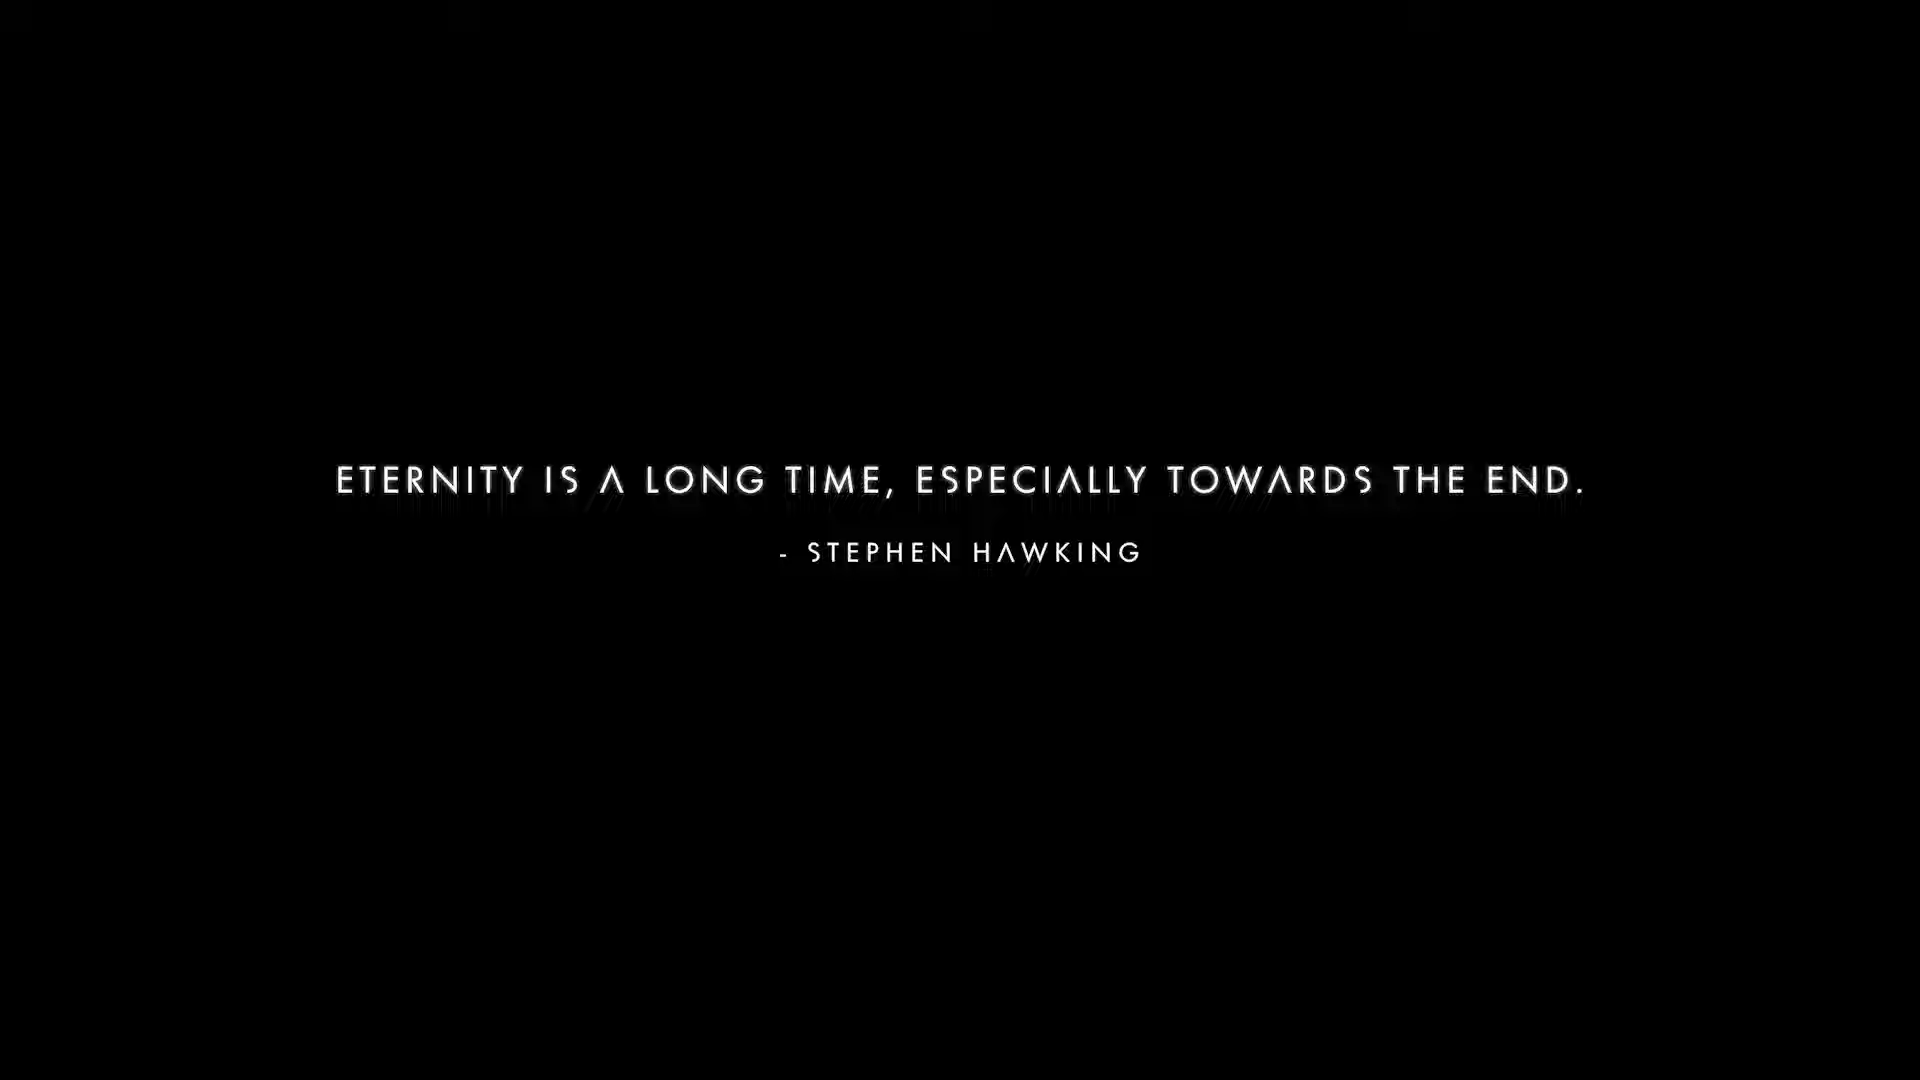 ETERNITY IS A LONG TIME, ESPECIALLY TOWARDS THE END.
- STEPHEN HAWKING